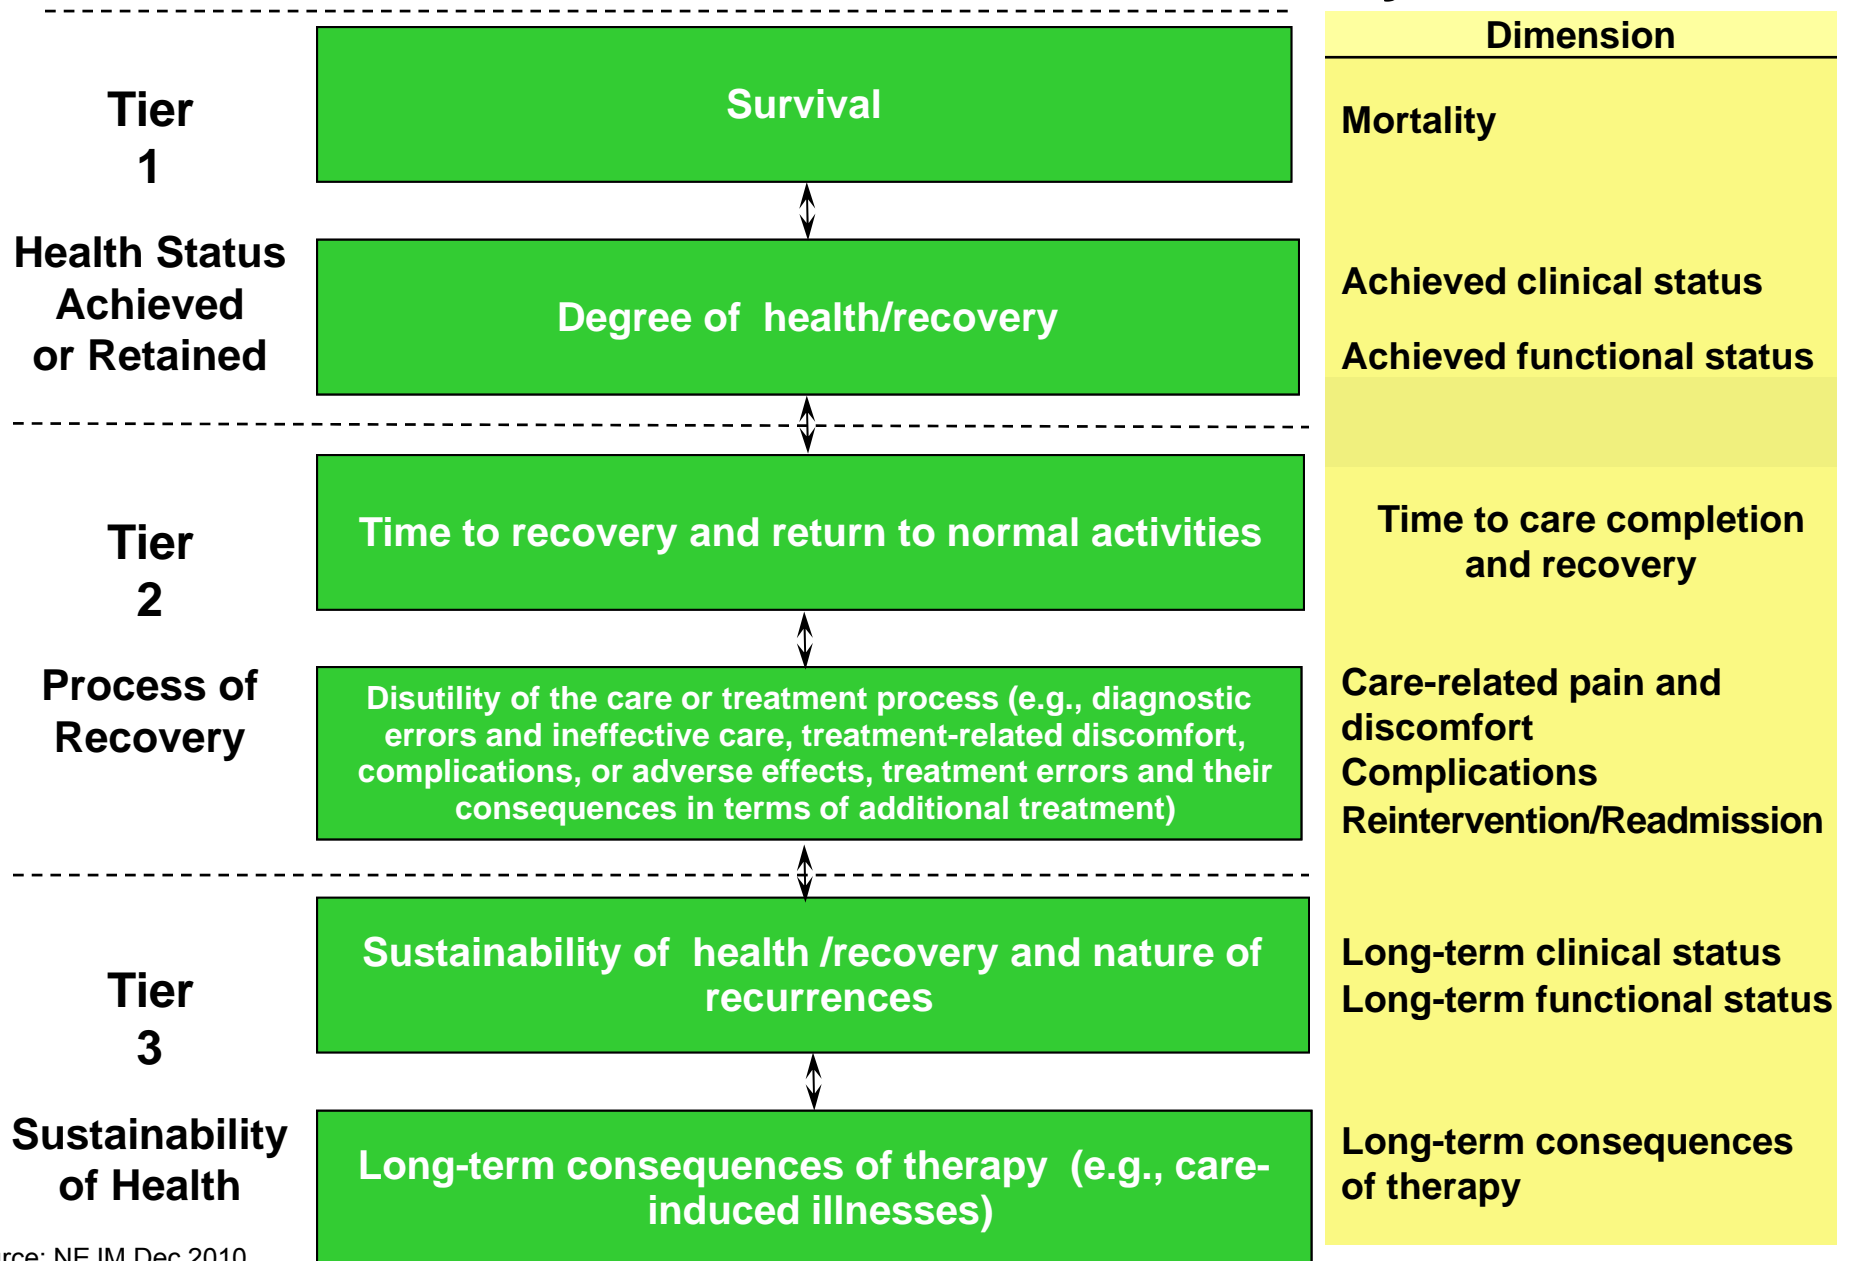 Dimension
Tier
1
Survival
Mortality
Health Status
Achieved
or Retained
Degree of health/recovery
Achieved clinical status
Achieved functional status
Tier
2
Time to recovery and return to normal activities
Time to care completion
and recovery
Process of
Recovery
Disutility of the care or treatment process (e.g., diagnostic
errors and ineffective care, treatment-related discomfort,
complications, or adverse effects, treatment errors and their
consequences in terms of additional treatment)
Care-related pain and
discomfort
Complications
Reintervention/Readmission
Tier
3
Sustainability of health /recovery and nature of
recurrences
Long-term clinical status
Long-term functional status
Sustainability
of Health
Long-term consequences of therapy (e.g., care-
induced illnesses)
Long-term consequences
of therapy
NEJM Dec 2010